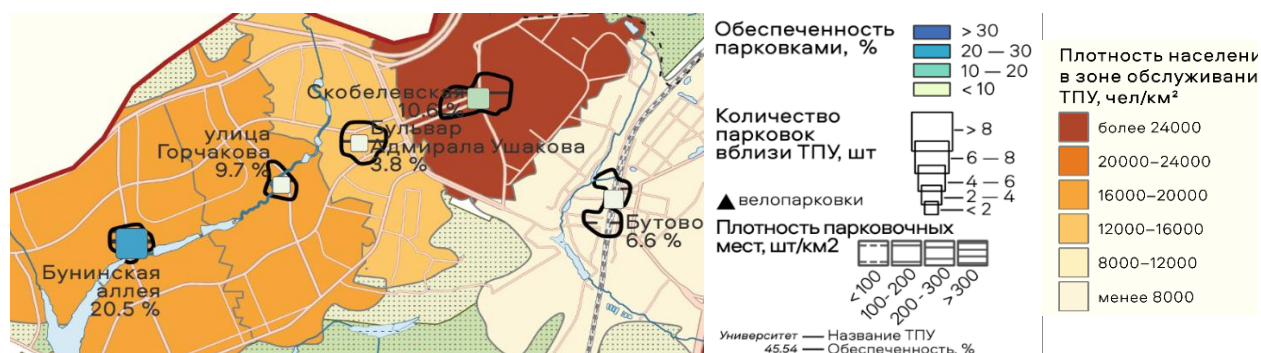 Скобелевская
10.6 %
Бульвар
Адмирала Ушакова
3.8 %
улица
Горчакова
9.7 %
Бутово
6.6 %
Бунинская
аллея
20.5 %
Обеспеченность
парковками, %
> 30
20 — 30
10 — 20
< 10
Количество
парковок
вблизи ТПУ, шт
> 8
6 — 8
4 — 6
2 — 4
< 2
велопарковки
Плотность парковочных
мест, шт/км2
<100
100-200
200-300
>300
Университет — Название ТПУ
45.54 — Обеспеченность, %
Плотность населени
в зоне обслуживани
ТПУ, чел/км²
более 24000
20000–24000
16000–20000
12000–16000
8000–12000
менее 8000